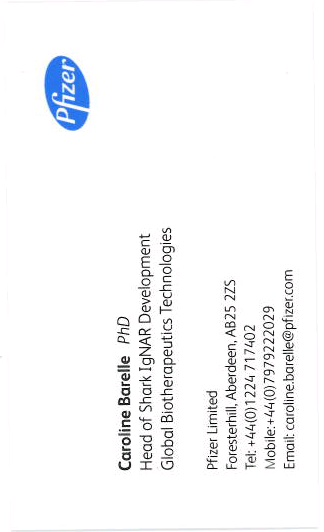 Pfizer
Caroline Barelle PhD
Head of Shark IgNAR Development
Global Biotherapeutics Technologies
Pfizer Limited
Foresterhill, Aberdeen, AB25 2ZS
Tel: +44(0)1224 717402
Mobile:+44(0)7979222029
Email: caroline.barelle@pfizer.com